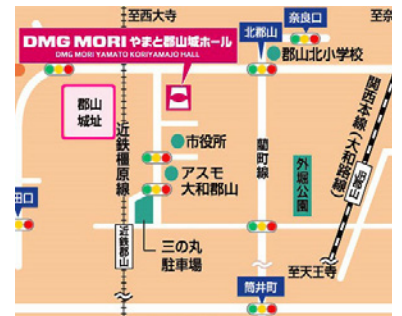 至西大寺
奈良口
至奈
DMG MORI やまと郡山城ホール
DMG MORI YAMATO KORIYAMAJO HALL
北郡山
郡山北小学校
郡山
城址
近鉄橿原線
市役所
アスモ
大和郡山
藺町線
外堀公園
関西本線(大和路線)
郡山
田口
近鉄郡山
三の丸
駐車場
至天王寺
筒井町